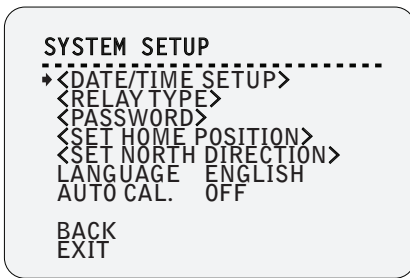 SYSTEM SETUP
<DATE/TIME SETUP>
<RELAY TYPE>
<PASSWORD>
<SET HOME POSITION>
<SET NORTH DIRECTION>
LANGUAGE ENGLISH
AUTO CAL. OFF
BACK
EXIT